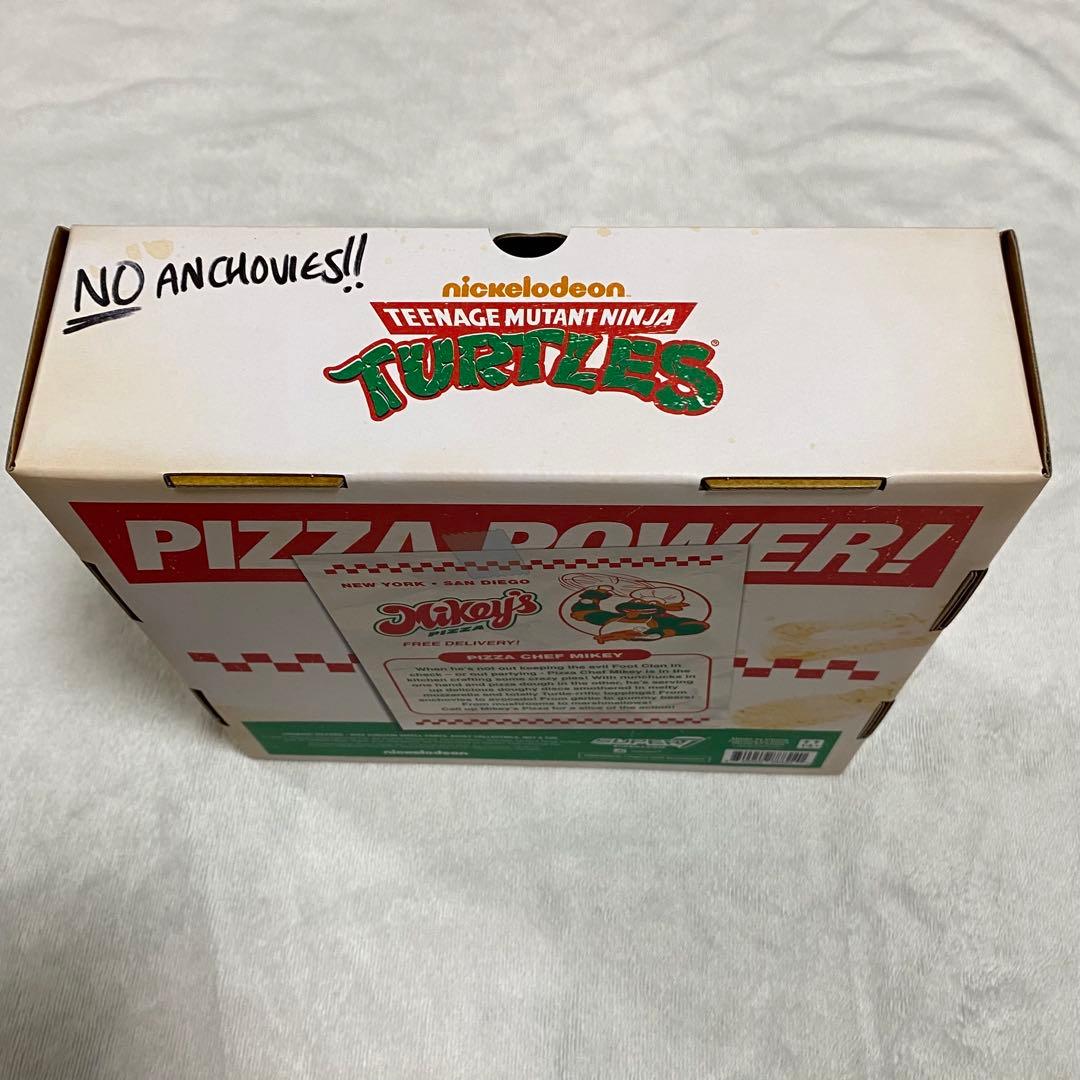 NO ANCHOVIES!!
nickelodeon
TEENAGE MUTANT NINJA
TURTLES®
PIZZA POWER!
NEW YORK • SAN DIEGO
Mikey's
PIZZA
FREE DELIVERY!
PIZZA CHEF MIKEY
When he's not out keeping the evil Foot Clan in
check – or out partying - Pizza Chef Mikey is in the
kitchen crafting some crazy pies! With nunchucks in
one hand and pizza dough in the other, he's serving
up delicious doughy discs smothered in melty
mozzarella and totally Turtle-riffic toppings! From
anchovies to avocado! From garlic to gumdrops!
From mushrooms to marshmallows!
Call up Mikey's Pizza for a slice of the action!
SUPER7
nickelodeon